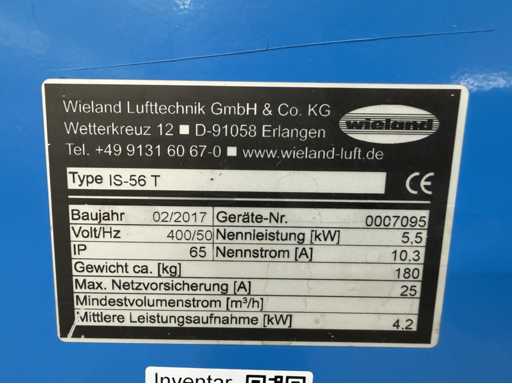 Wieland Lufttechnik GmbH & Co. KG
wieland
Wetterkreuz 12 ■ D-91058 Erlangen
Tel. +49 9131 60 67-0 ■ www.wieland-luft.de
Type IS-56 T CE
Baujahr 02/2017 Geräte-Nr. 0007095
Volt/Hz 400/50 Nennleistung [kW] 5,5
IP 65 Nennstrom [A] 10,3
Gewicht ca. [kg] 180
Max. Netzvorsicherung [A] 25
Mindestvolumenstrom [m³/h]
Mittlere Leistungsaufnahme [kW] 4,2
Inventar